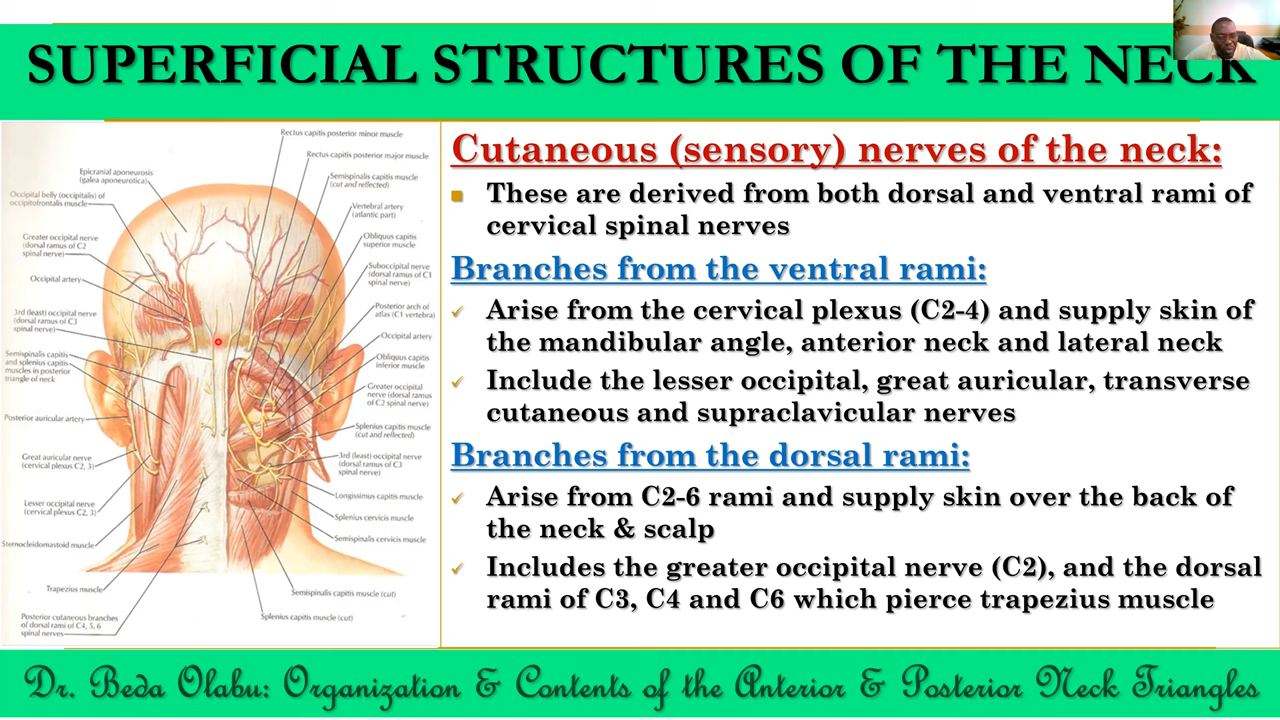 SUPERFICIAL STRUCTURES OF THE NECK
Rectus capitis posterior minor muscle
Rectus capitis posterior major muscle
Semispinalis capitis muscle
(cut and reflected)
Vertebral artery
(atlantic part)
Obliquus capitis
superior muscle
Suboccipital nerve
(dorsal ramus of C1
spinal nerve)
Posterior arch of
atlas (C1 vertebra)
Occipital artery
Obliquus capitis
inferior muscle
Greater occipital
nerve (dorsal ramus
of C2 spinal nerve)
Splenius capitis muscle
(cut and reflected)
3rd (least) occipital nerve
(dorsal ramus of C3
spinal nerve)
Longissimus capitis muscle
Splenius cervicis muscle
Semispinalis cervicis muscle
Semispinalis capitis muscle (cut)
Splenius capitis muscle (cut)
Epicranial aponeurosis
(galea aponeurotica)
Occipital belly (occipitalis) of
occipitofrontalis muscle
Greater occipital nerve
(dorsal ramus of C2
spinal nerve)
Occipital artery
3rd (least) occipital nerve
(dorsal ramus of C3
spinal nerve)
Semispinalis capitis
and splenius capitis
muscles in posterior
triangle of neck
Posterior auricular artery
Great auricular nerve
(cervical plexus C2, 3)
Lesser occipital nerve
(cervical plexus C2, 3)
Sternocleidomastoid muscle
Trapezius muscle
Posterior cutaneous branches
of dorsal rami of C4, 5, 6
spinal nerves
Cutaneous (sensory) nerves of the neck:
These are derived from both dorsal and ventral rami of
cervical spinal nerves
Branches from the ventral rami:
Arise from the cervical plexus (C2-4) and supply skin of
the mandibular angle, anterior neck and lateral neck
Include the lesser occipital, great auricular, transverse
cutaneous and supraclavicular nerves
Branches from the dorsal rami:
Arise from C2-6 rami and supply skin over the back of
the neck & scalp
Includes the greater occipital nerve (C2), and the dorsal
rami of C3, C4 and C6 which pierce trapezius muscle
Dr. Beda Olabu: Organization & Contents of the Anterior & Posterior Neck Triangles